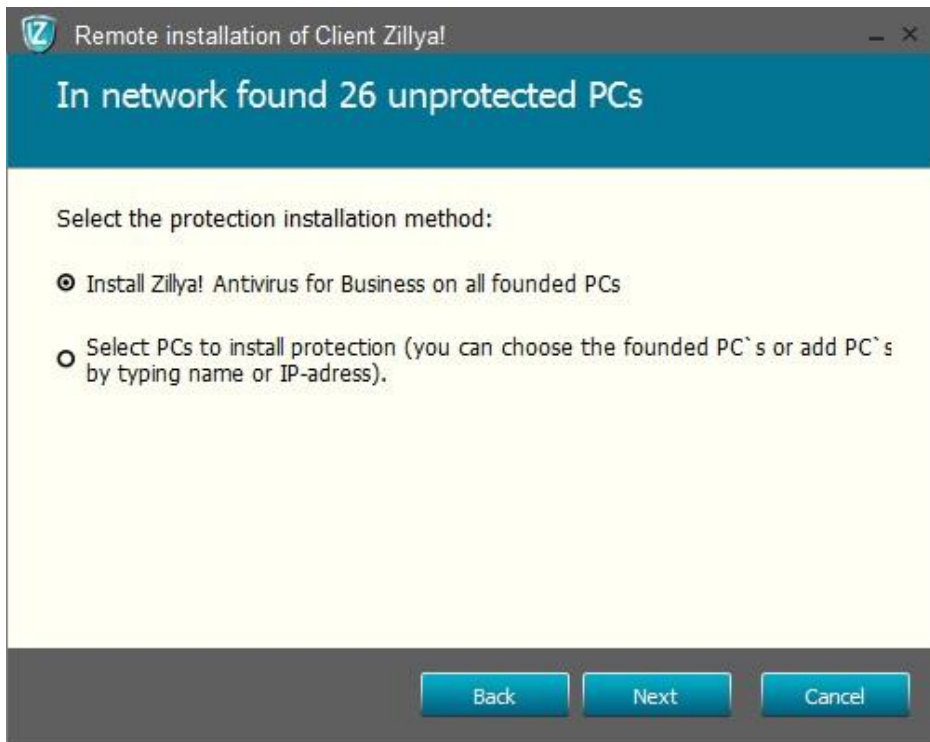 Remote installation of Client Zillya!
In network found 26 unprotected PCs
Select the protection installation method:
Install Zillya! Antivirus for Business on all founded PCs
Select PCs to install protection (you can choose the founded PC`s or add PC`s
by typing name or IP-adress).
Back Next Cancel